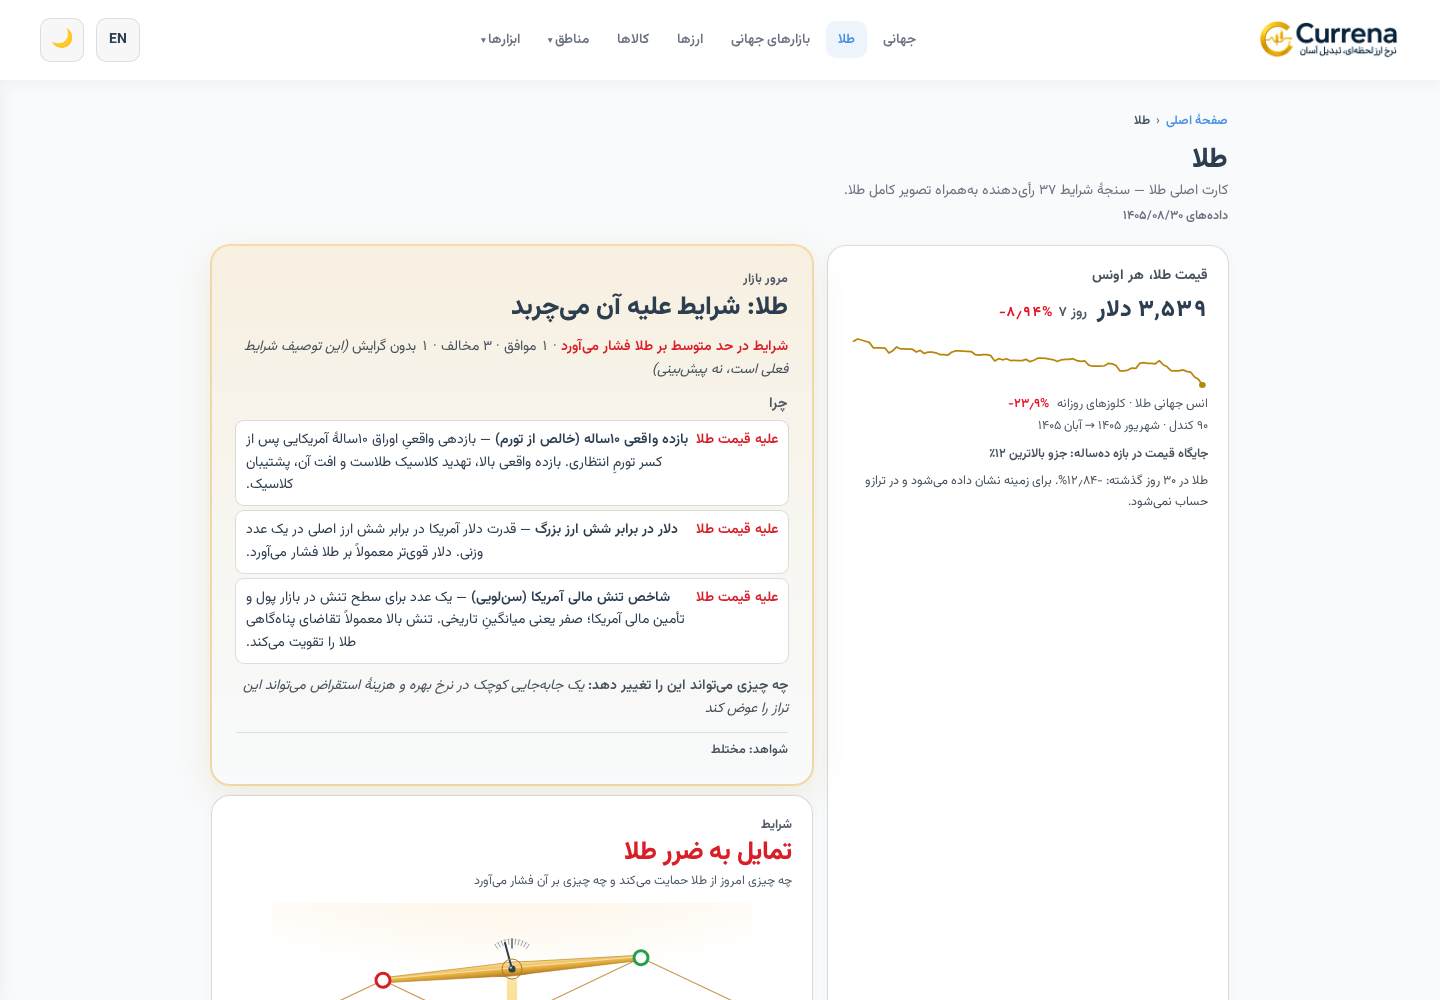 Currena
نرخ ارز لحظه‌ای، تبدیل آسان
جهانی
طلا
بازارهای جهانی
ارزها
کالاها
مناطق ▾
ابزارها ▾
EN
صفحهٔ اصلی › طلا
طلا
کارت اصلی طلا — سنجهٔ شرایط ۳۷ رأی‌دهنده به‌همراه تصویر کامل طلا.
داده‌های ۱۴۰۵/۰۸/۳۰
قیمت طلا، هر اونس
۳,۵۳۹ دلار روز ۷ -۸٫۹۴%
انس جهانی طلا · کلوزهای روزانه -۲۳٫۹%
۹۰ کندل · شهریور ۱۴۰۵ → آبان ۱۴۰۵
جایگاه قیمت در بازه ده‌ساله: جزو بالاترین ۱۲٪
طلا در ۳۰ روز گذشته: -۱۲٫۸۴%. برای زمینه نشان داده می‌شود و در ترازو
حساب نمی‌شود.
مرور بازار
طلا: شرایط علیه آن می‌چربد
شرایط در حد متوسط بر طلا فشار می‌آورد · ۱ موافق · ۳ مخالف · ۱ بدون گرایش (این توصیف شرایط
فعلی است، نه پیش‌بینی)
چرا
علیه قیمت طلا بازده واقعی ۱۰ساله (خالص از تورم) — بازدهی واقعیِ اوراق ۱۰سالهٔ آمریکایی پس از
کسر تورمِ انتظاری. بازده واقعی بالا، تهدید کلاسیک طلاست و افت آن، پشتیبان
کلاسیک.
علیه قیمت طلا دلار در برابر شش ارز بزرگ — قدرت دلار آمریکا در برابر شش ارز اصلی در یک عدد
وزنی. دلار قوی‌تر معمولاً بر طلا فشار می‌آورد.
علیه قیمت طلا شاخص تنش مالی آمریکا (سن‌لویی) — یک عدد برای سطح تنش در بازار پول و
تأمین مالی آمریکا؛ صفر یعنی میانگینِ تاریخی. تنش بالا معمولاً تقاضای پناه‌گاهی
طلا را تقویت می‌کند.
چه چیزی می‌تواند این را تغییر دهد: یک جابه‌جایی کوچک در نرخ بهره و هزینهٔ استقراض می‌تواند این
تراز را عوض کند
شواهد: مختلط
شرایط
تمایل به ضرر طلا
چه چیزی امروز از طلا حمایت می‌کند و چه چیزی بر آن فشار می‌آورد